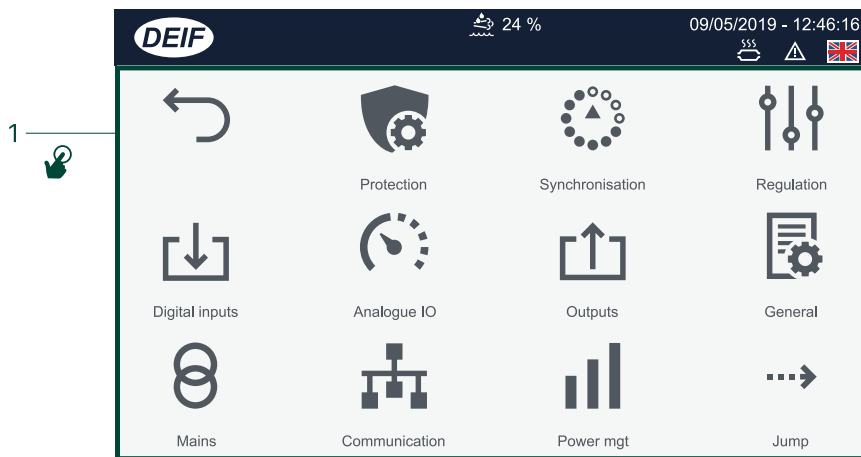 DEIF
24 %
09/05/2019 - 12:46:16
1
Protection
Synchronisation
Regulation
Digital inputs
Analogue IO
Outputs
General
Mains
Communication
Power mgt
Jump